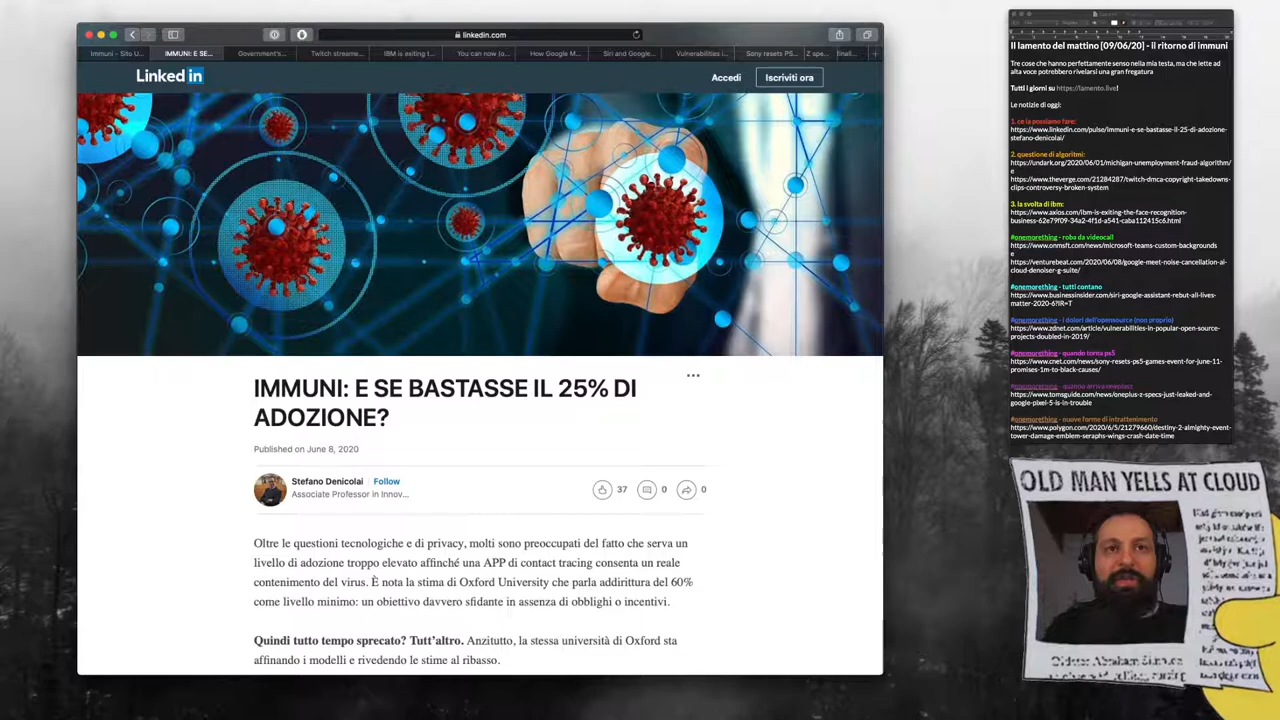 linkedin.com
Immuni - Sito U...
IMMUNI: E SE...
Government's...
Twitch streame...
IBM is exiting t...
You can now (o...
How Google M...
Siri and Google...
Vulnerabilities i...
Sony resets PS...
Z spe...
Linked in
Accedi
Iscriviti ora
IMMUNI: E SE BASTASSE IL 25% DI
ADOZIONE?
Published on June 8, 2020
Stefano Denicolai
Follow
Associate Professor in Innov...
37
0
0
Oltre le questioni tecnologiche e di privacy, molti sono preoccupati del fatto che serva un
livello di adozione troppo elevato affinché una APP di contact tracing consenta un reale
contenimento del virus. È nota la stima di Oxford University che parla addirittura del 60%
come livello minimo: un obiettivo davvero sfidante in assenza di obblighi o incentivi.
Quindi tutto tempo sprecato? Tutt'altro. Anzitutto, la stessa università di Oxford sta
affinando i modelli e rivedendo le stime al ribasso.
Il lamento del mattino [09/06/20] - il ritorno di immuni
Tre cose che hanno perfettamente senso nella mia testa, ma che lette ad
alta voce potrebbero rivelarsi una gran fregatura
Tutti i giorni su https://lamento.live!
Le notizie di oggi:
1. ce la possiamo fare:
https://www.linkedin.com/pulse/immuni-e-se-bastasse-il-25-di-adozione-
stefano-denicolai/
2. questione di algoritmi:
https://undark.org/2020/06/01/michigan-unemployment-fraud-algorithm/
e
https://www.theverge.com/21284287/twitch-dmca-copyright-takedowns-
clips-controversy-broken-system
3. la svolta di ibm:
https://www.axios.com/ibm-is-exiting-the-face-recognition-
business-62e79f09-34a2-4f1d-a541-caba112415c6.html
#onemorething - roba da videocall
https://www.onmsft.com/news/microsoft-teams-custom-backgrounds
e
https://venturebeat.com/2020/06/08/google-meet-noise-cancellation-ai-
cloud-denoiser-g-suite/
#onemorething - tutti contano
https://www.businessinsider.com/siri-google-assistant-rebut-all-lives-
matter-2020-6?IR=T
#onemorething - i dolori dell'opensource (non proprio)
https://www.zdnet.com/article/vulnerabilities-in-popular-open-source-
projects-doubled-in-2019/
#onemorething - quando torna ps5
https://www.cnet.com/news/sony-resets-ps5-games-event-for-june-11-
promises-1m-to-black-causes/
#onemorething - quando arriva oneplus
https://www.tomsguide.com/news/oneplus-z-specs-just-leaked-and-
google-pixel-5-is-in-trouble
#onemorething - nuove forme di intrattenimento
https://www.polygon.com/2020/6/5/21279660/destiny-2-almighty-event-
tower-damage-emblem-seraphs-wings-crash-date-time
OLD MAN YELLS AT CLOUD